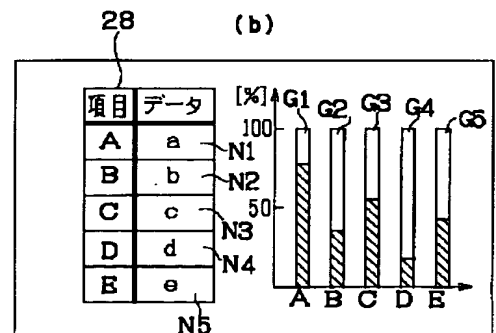 28
(b)
項目 データ
A a
B b
C c
D d
E e
N1
N2
N3
N4
N5
[%]
G1
G2
G3
G4
G5
100
50
A B C D E